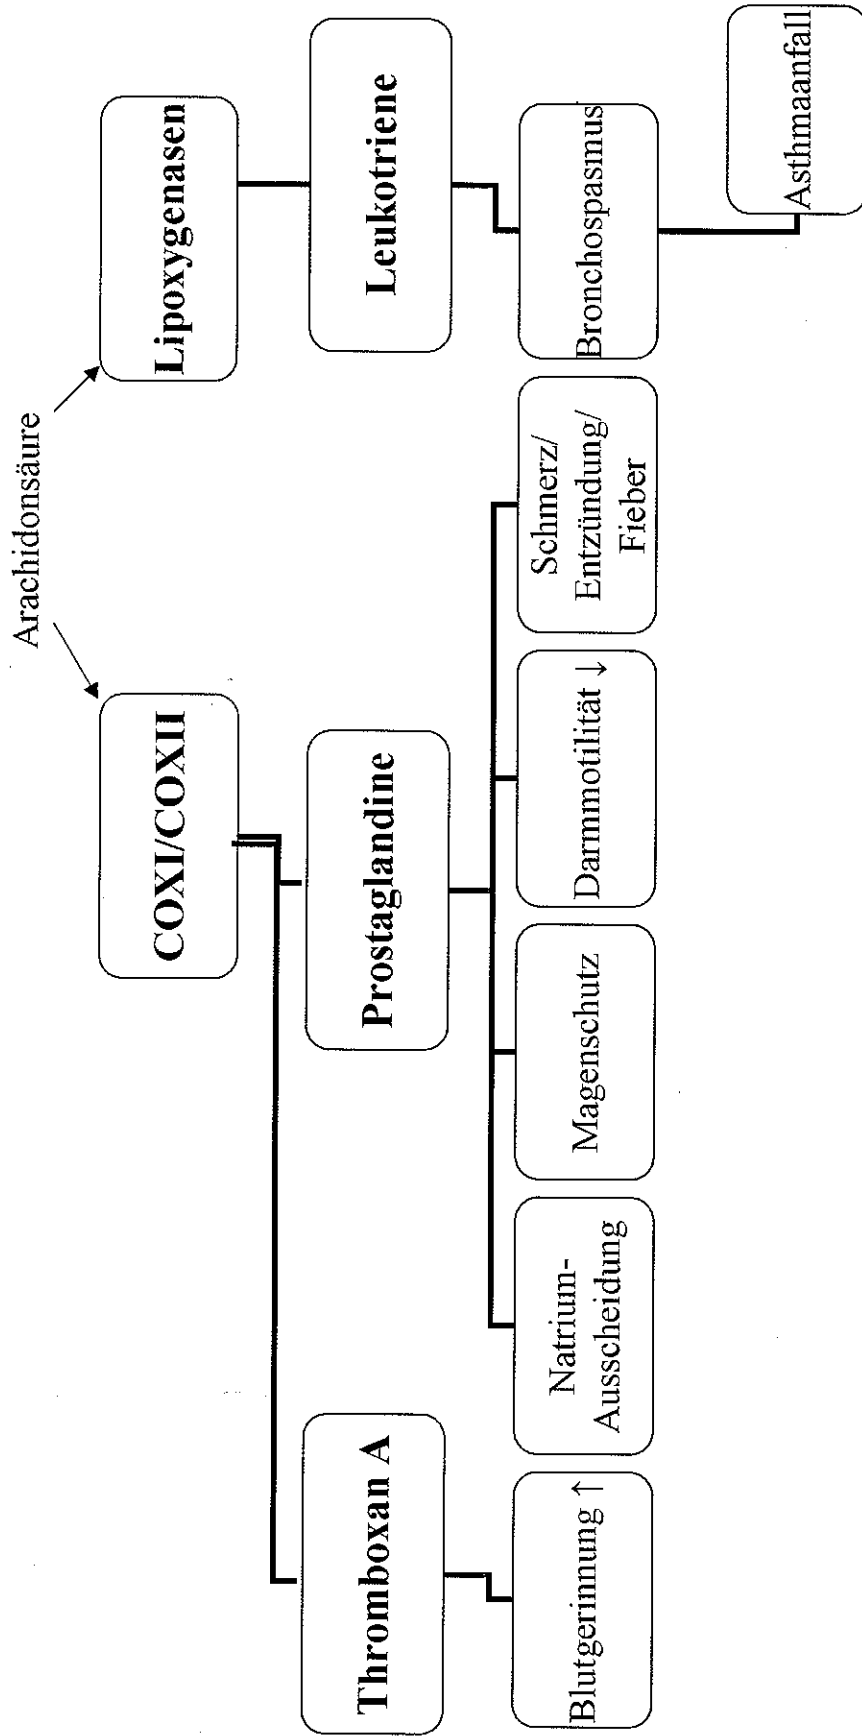 Arachidonsäure
COXI/COXII
Lipoxygenasen
Thromboxan A
Prostaglandine
Leukotriene
Blutgerinnung ↑
Natrium-
Ausscheidung
Magenschutz
Darmmotilität ↓
Schmerz/
Entzündung/
Fieber
Bronchospasmus
Asthmaanfall